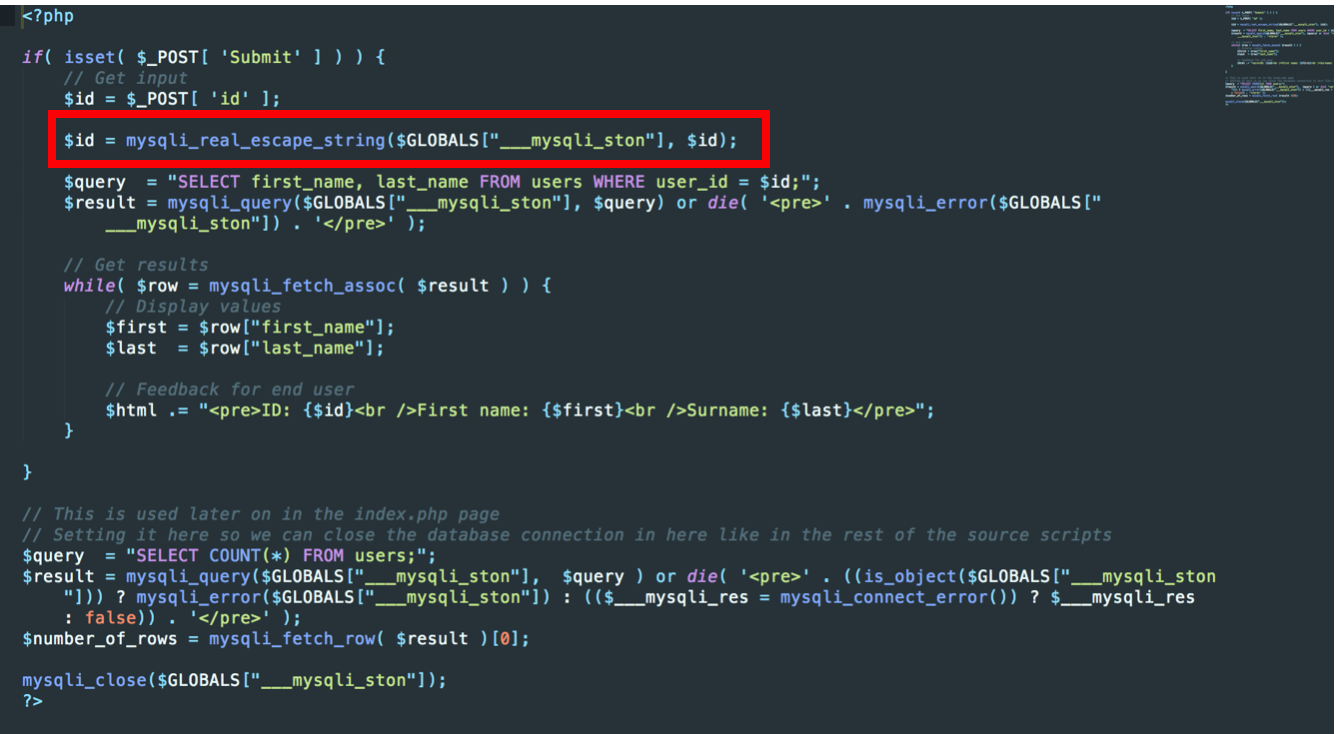 <?php
if( isset( $_POST[ 'Submit' ] ) ) {
// Get input
$id = $_POST[ 'id' ];
$id = mysqli_real_escape_string($GLOBALS["___mysqli_ston"], $id);
$query  = "SELECT first_name, last_name FROM users WHERE user_id = $id;";
$result = mysqli_query($GLOBALS["___mysqli_ston"], $query) or die( '<pre>' . mysqli_error($GLOBALS["
___mysqli_ston"]) . '</pre>' );
// Get results
while( $row = mysqli_fetch_assoc( $result ) ) {
// Display values
$first = $row["first_name"];
$last  = $row["last_name"];
// Feedback for end user
$html .= "<pre>ID: {$id}<br />First name: {$first}<br />Surname: {$last}</pre>";
}
}
// This is used later on in the index.php page
// Setting it here so we can close the database connection in here like in the rest of the source scripts
$query  = "SELECT COUNT(*) FROM users;";
$result = mysqli_query($GLOBALS["___mysqli_ston"],  $query ) or die( '<pre>' . ((is_object($GLOBALS["___mysqli_ston
"])) ? mysqli_error($GLOBALS["___mysqli_ston"]) : (($___mysqli_res = mysqli_connect_error()) ? $___mysqli_res
: false)) . '</pre>' );
$number_of_rows = mysqli_fetch_row( $result )[0];
mysqli_close($GLOBALS["___mysqli_ston"]);
?>